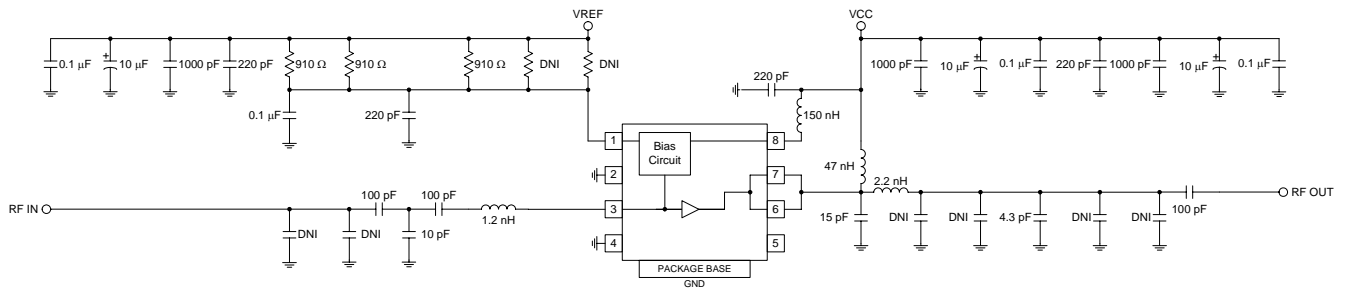 VREF
VCC
0.1 µF
10 µF
1000 pF
220 pF
910 Ω
910 Ω
910 Ω
DNI
DNI
1000 pF
10 µF
0.1 µF
220 pF
1000 pF
10 µF
0.1 µF
220 pF
150 nH
0.1 µF
220 pF
1
Bias
Circuit
8
2
7
47 nH
2.2 nH
RF IN
100 pF
100 pF
1.2 nH
3
6
RF OUT
100 pF
DNI
DNI
10 pF
15 pF
DNI
DNI
4.3 pF
DNI
DNI
4
5
PACKAGE BASE
GND
+
+
+